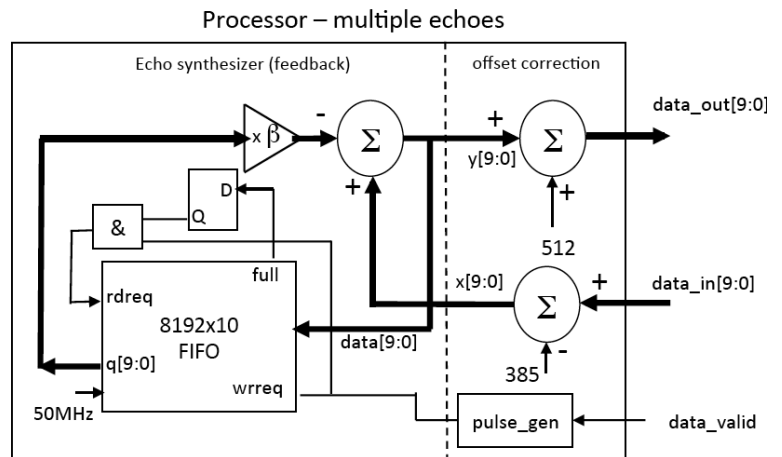 Processor – multiple echoes
Echo synthesizer (feedback)
offset correction
data_out[9:0]
x β
-
Σ
+
+
y[9:0]
Σ
+
512
D
Q
&
full
rdreq
8192x10
FIFO
q[9:0]
wrreq
50MHz
data[9:0]
x[9:0]
Σ
+
data_in[9:0]
-
385
pulse_gen
data_valid